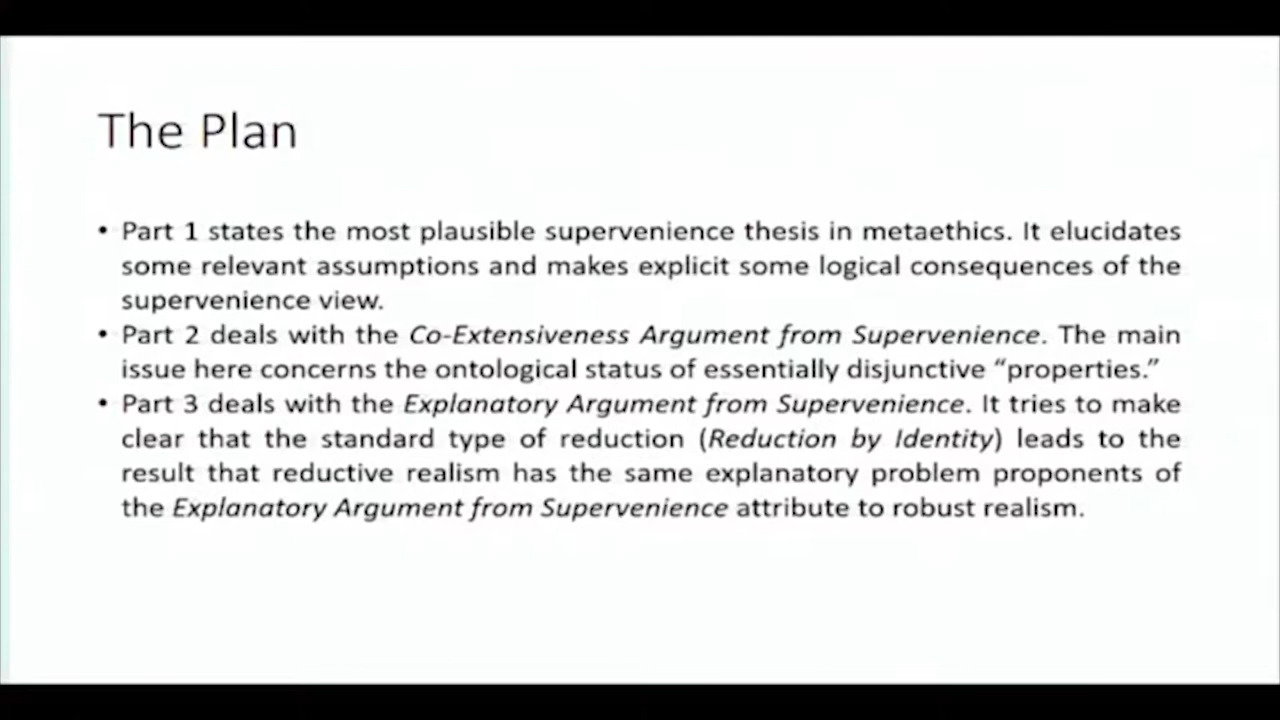 The Plan
• Part 1 states the most plausible supervenience thesis in metaethics. It elucidates
some relevant assumptions and makes explicit some logical consequences of the
supervenience view.
• Part 2 deals with the Co-Extensiveness Argument from Supervenience. The main
issue here concerns the ontological status of essentially disjunctive “properties.”
• Part 3 deals with the Explanatory Argument from Supervenience. It tries to make
clear that the standard type of reduction (Reduction by Identity) leads to the
result that reductive realism has the same explanatory problem proponents of
the Explanatory Argument from Supervenience attribute to robust realism.